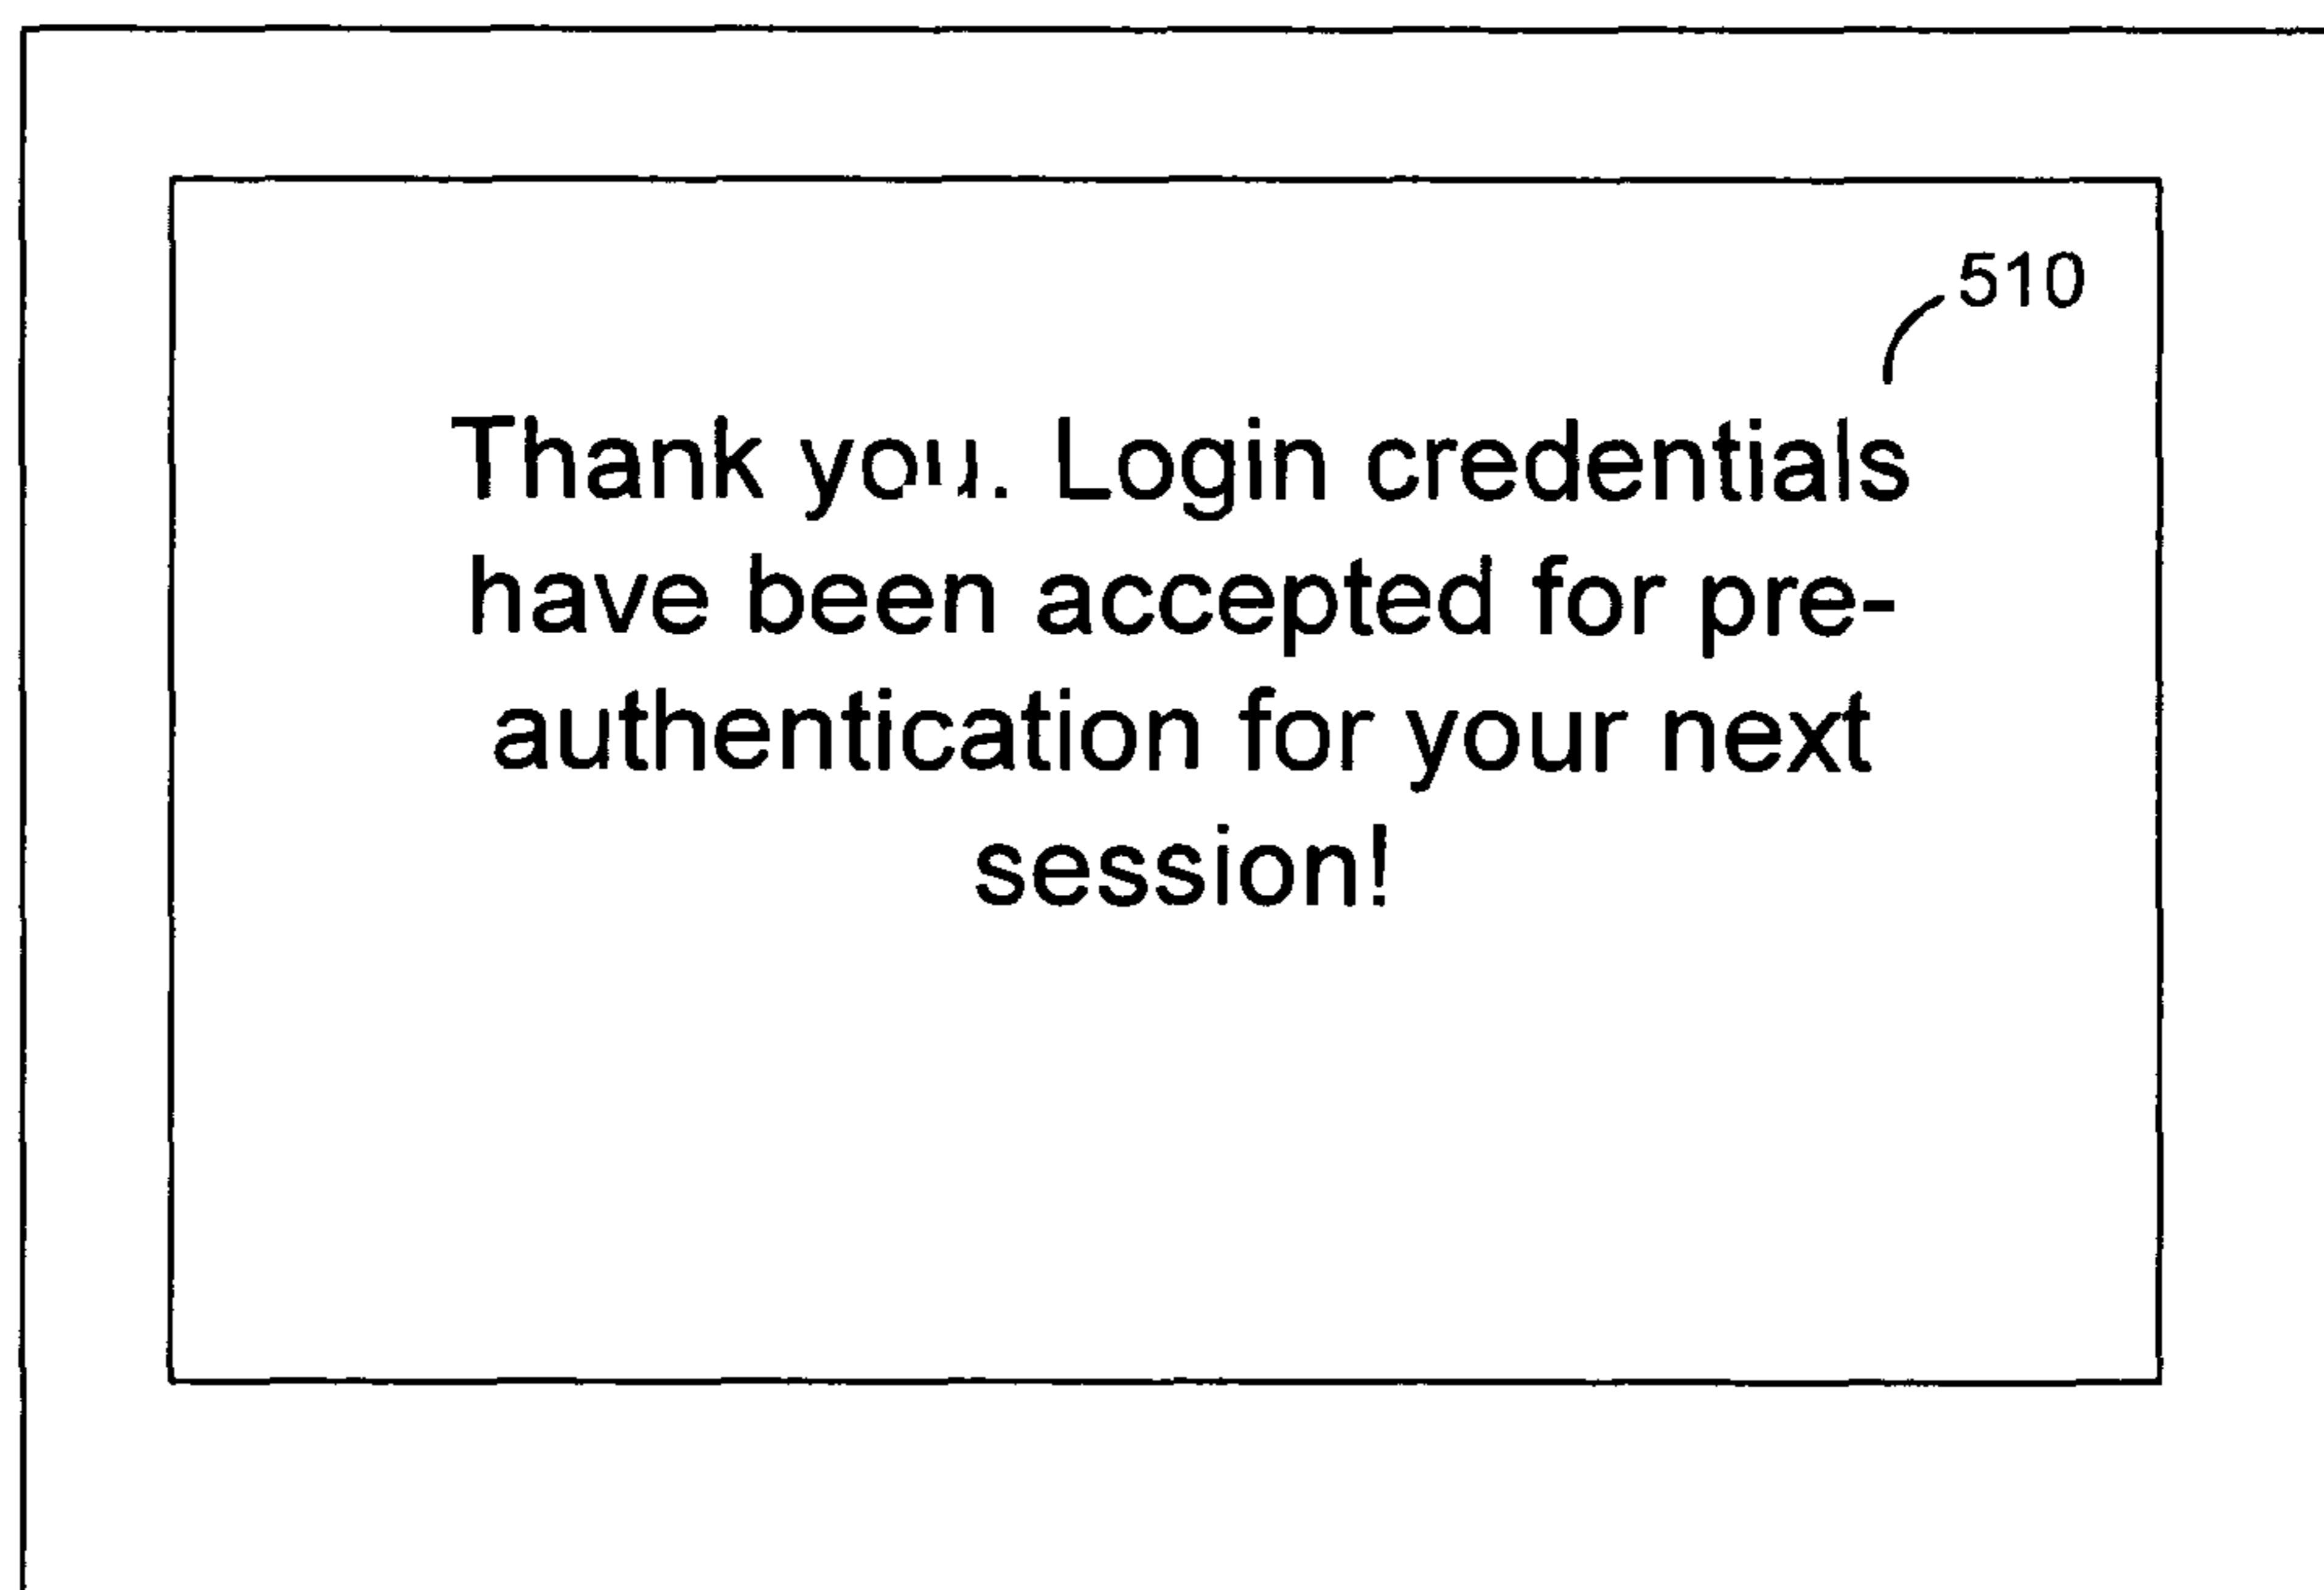 510
Thank you. Login credentials
have been accepted for pre-
authentication for your next
session!